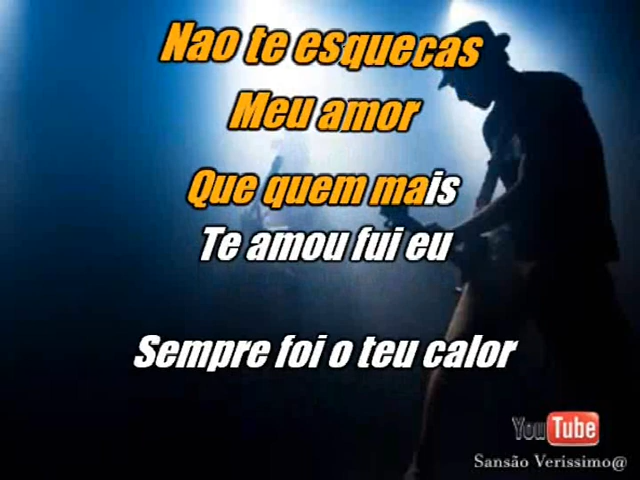 Nao te esquecas
Meu amor
Que quem mais
Te amou fui eu
Sempre foi o teu calor
YouTube
Sansão Verissimo@